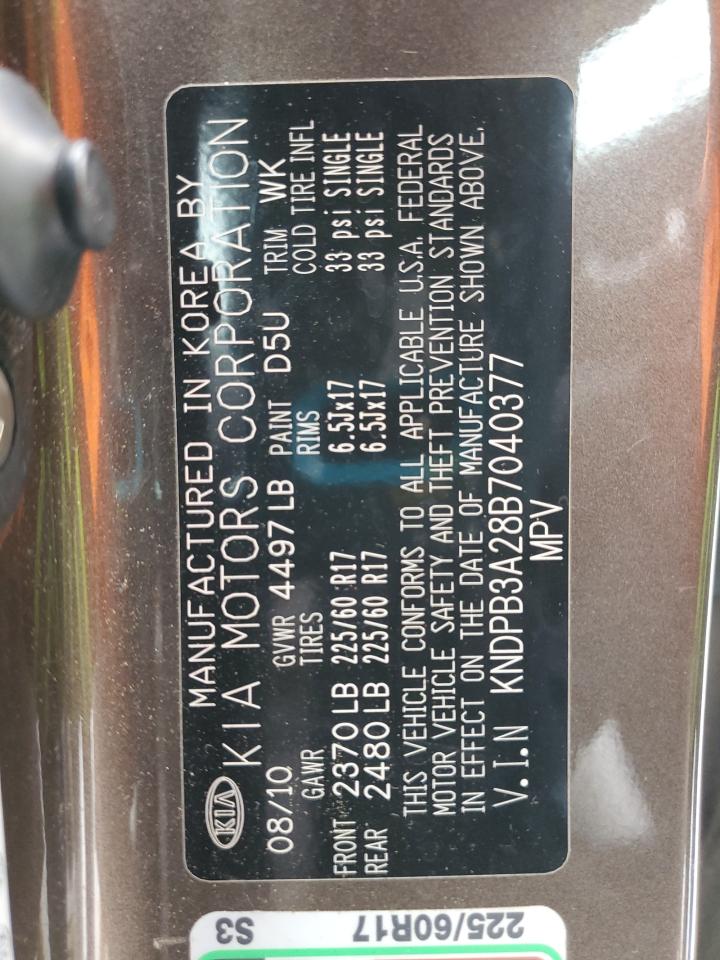 KIA
MANUFACTURED IN KOREA BY
KIA MOTORS CORPORATION
08/10 GVWR 4497 LB PAINT D5U TRIM WK
GAWR TIRES RIMS COLD TIRE INFL
FRONT 2370 LB 225/60 R17 6.5Jx17 33 psi SINGLE
REAR 2480 LB 225/60 R17 6.5Jx17 33 psi SINGLE
THIS VEHICLE CONFORMS TO ALL APPLICABLE U.S.A. FEDERAL
MOTOR VEHICLE SAFETY AND THEFT PREVENTION STANDARDS
IN EFFECT ON THE DATE OF MANUFACTURE SHOWN ABOVE.
V.I.N KNDPB3A28B7040377
MPV
225/60R17 S3